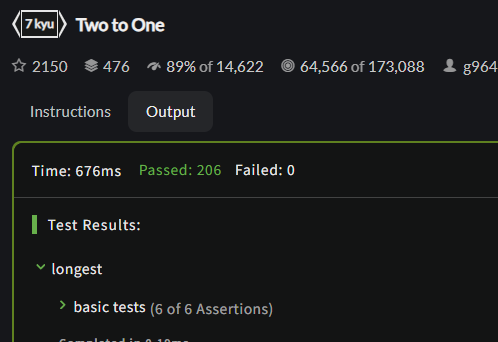 7 kyu Two to One
2150 476 89% of 14,622 64,566 of 173,088 g964
Instructions Output
Time: 676ms Passed: 206 Failed: 0
Test Results:
longest
basic tests (6 of 6 Assertions)